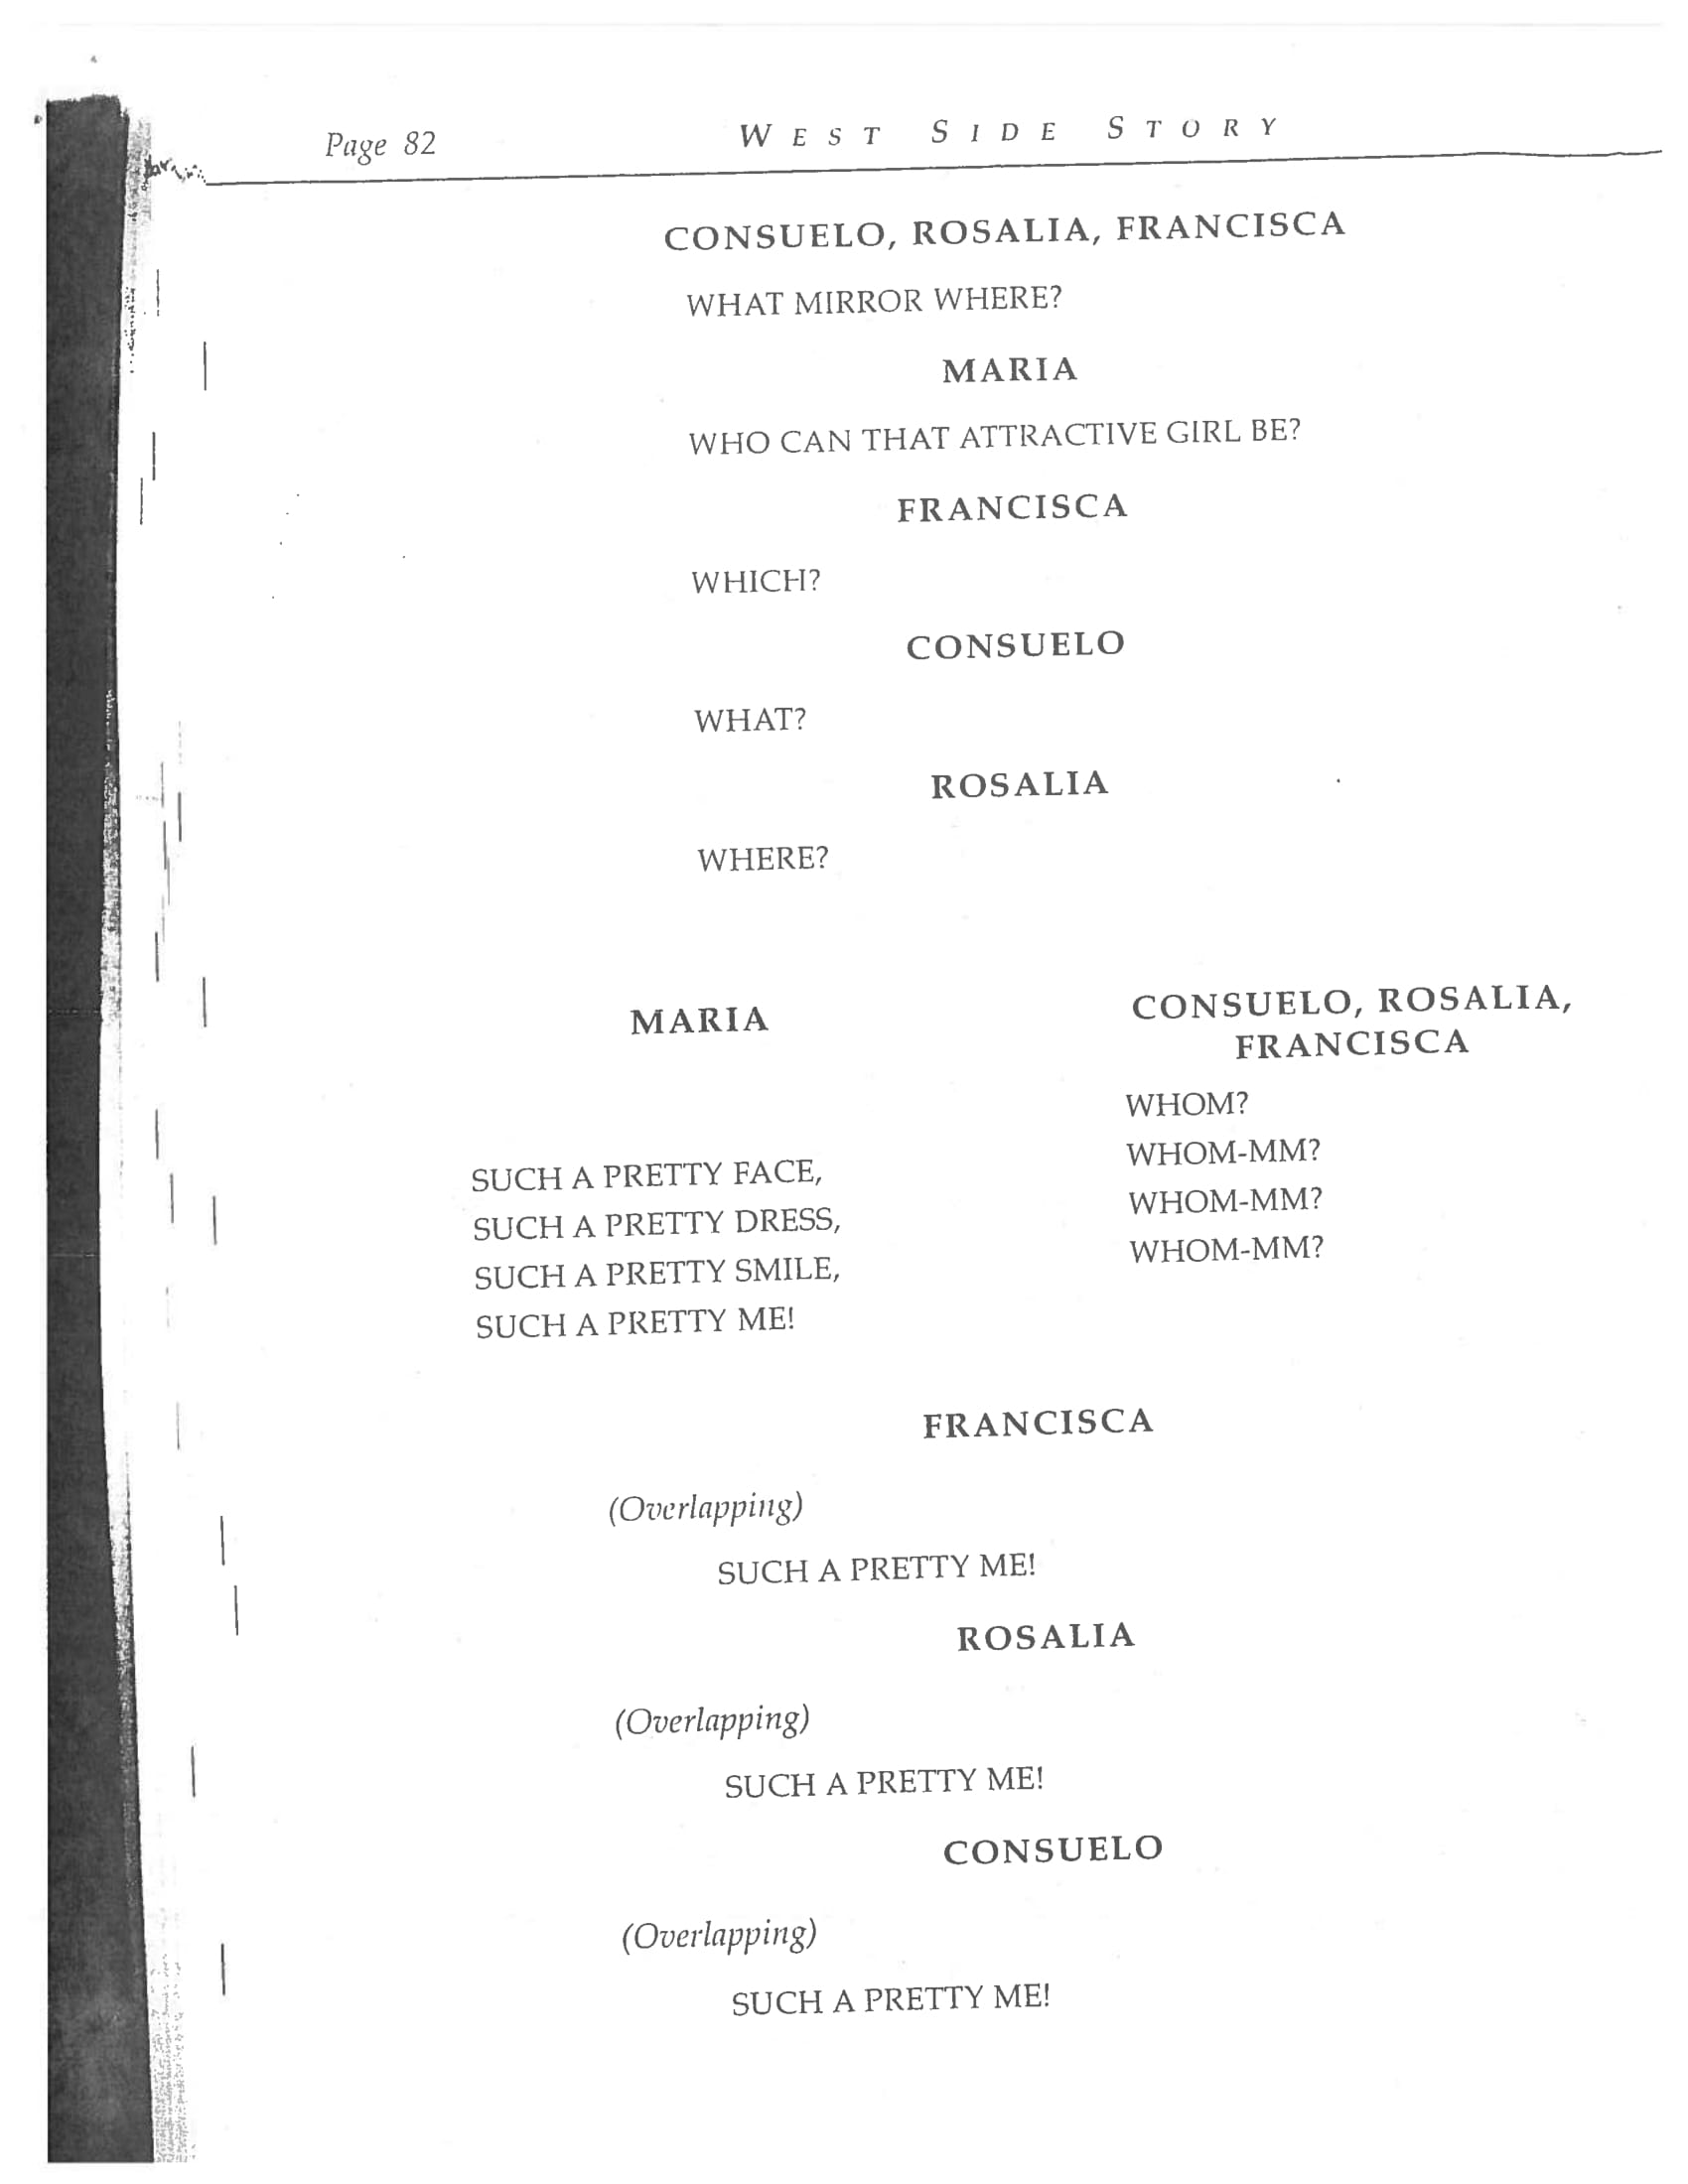 Page 82
WEST SIDE STORY
CONSUELO, ROSALIA, FRANCISCA
WHAT MIRROR WHERE?
MARIA
WHO CAN THAT ATTRACTIVE GIRL BE?
FRANCISCA
WHICH?
CONSUELO
WHAT?
ROSALIA
WHERE?
MARIA
SUCH A PRETTY FACE,
SUCH A PRETTY DRESS,
SUCH A PRETTY SMILE,
SUCH A PRETTY ME!
CONSUELO, ROSALIA,
FRANCISCA
WHOM?
WHOM-MM?
WHOM-MM?
WHOM-MM?
FRANCISCA
(Overlapping)
SUCH A PRETTY ME!
ROSALIA
(Overlapping)
SUCH A PRETTY ME!
CONSUELO
(Overlapping)
SUCH A PRETTY ME!